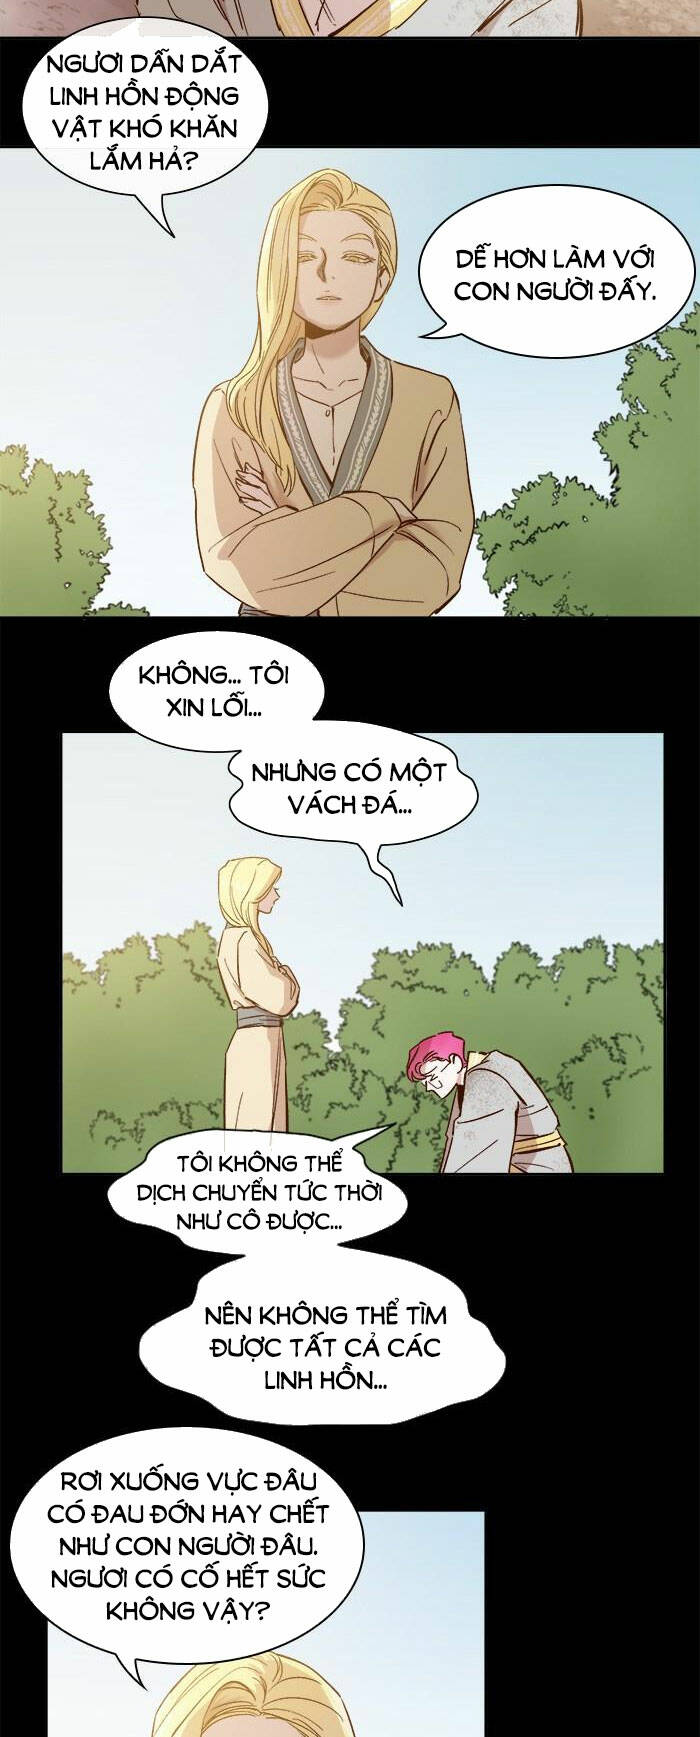 NGƯƠI DẪN DẮT
LINH HỒN ĐỘNG
VẬT KHÓ KHĂN
LẮM HẢ?
DỄ HƠN LÀM VỚI
CON NGƯỜI ĐẤY.
KHÔNG... TÔI
XIN LỖI...
NHƯNG CÓ MỘT
VÁCH ĐÁ...
TÔI KHÔNG THỂ
DỊCH CHUYỂN TỨC THỜI
NHƯ CÔ ĐƯỢC...
NÊN KHÔNG THỂ TÌM
ĐƯỢC TẤT CẢ CÁC
LINH HỒN...
RƠI XUỐNG VỰC ĐÂU
CÓ ĐAU ĐỚN HAY CHẾT
NHƯ CON NGƯỜI ĐÂU.
NGƯƠI CÓ CỐ HẾT SỨC
KHÔNG VẬY?